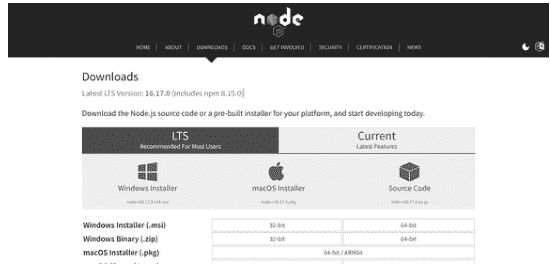 node
HOME ABOUT DOWNLOADS DOCS GET INVOLVED SECURITY CERTIFICATION NEWS
Downloads
Latest LTS Version: 16.17.0 (includes npm 8.15.0)
Download the Node.js source code or a pre-built installer for your platform, and start developing today.
LTS
Recommended For Most Users
Current
Latest Features
Windows Installer
macOS Installer
Source Code
Windows Installer (.msi) 32-bit 64-bit
Windows Binary (.zip) 32-bit 64-bit
macOS Installer (.pkg) 64-bit / ARM64